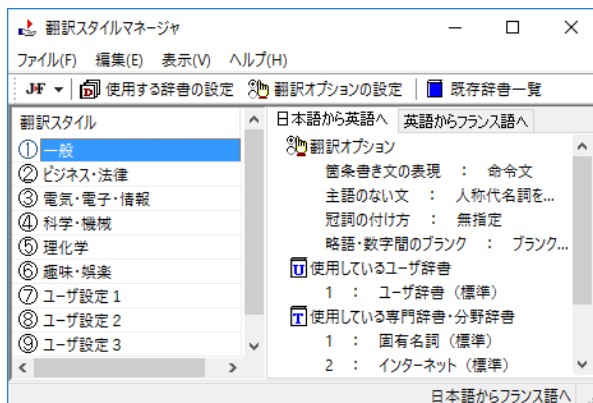 翻訳スタイルマネージャ
ファイル(F) 編集(E) 表示(V) ヘルプ(H)
J▸F 使用する辞書の設定 翻訳オプションの設定 既存辞書一覧
翻訳スタイル
① 一般
② ビジネス・法律
③ 電気・電子・情報
④ 科学・機械
⑤ 理化学
⑥ 趣味・娯楽
⑦ ユーザ設定 1
⑧ ユーザ設定 2
⑨ ユーザ設定 3
日本語から英語へ 英語からフランス語へ
翻訳オプション
箇条書き文の表現 : 命令文
主語のない文 : 人称代名詞を...
冠詞の付け方 : 無指定
略語・数字間のブランク : ブランク...
U 使用しているユーザ辞書
1 : ユーザ辞書 (標準)
T 使用している専門辞書・分野辞書
1 : 固有名詞 (標準)
2 : インターネット (標準)
日本語からフランス語へ